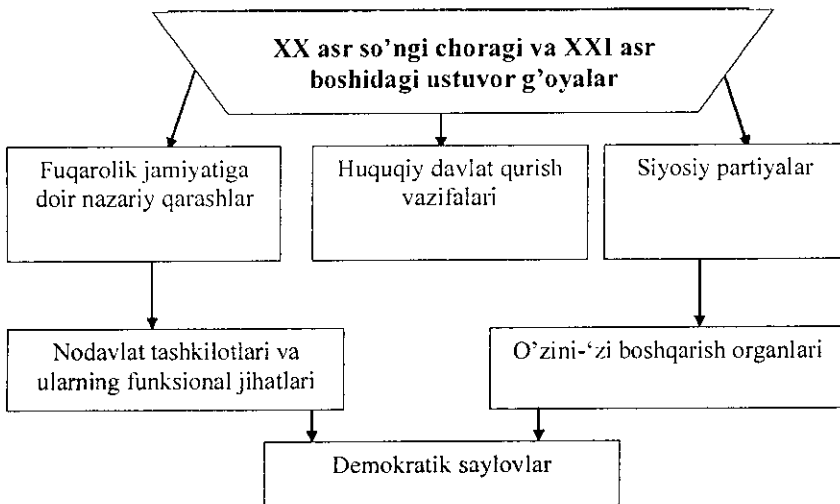 XX asr so’ngi choragi va XXI asr
boshidagi ustuvor g’oyalar
Fuqarolik jamiyatiga
doir nazariy qarashlar
Huquqiy davlat qurish
vazifalari
Siyosiy partiyalar
Nodavlat tashkilotlari va
ularning funksional jihatlari
O’zini-‘zi boshqarish organlari
Demokratik saylovlar